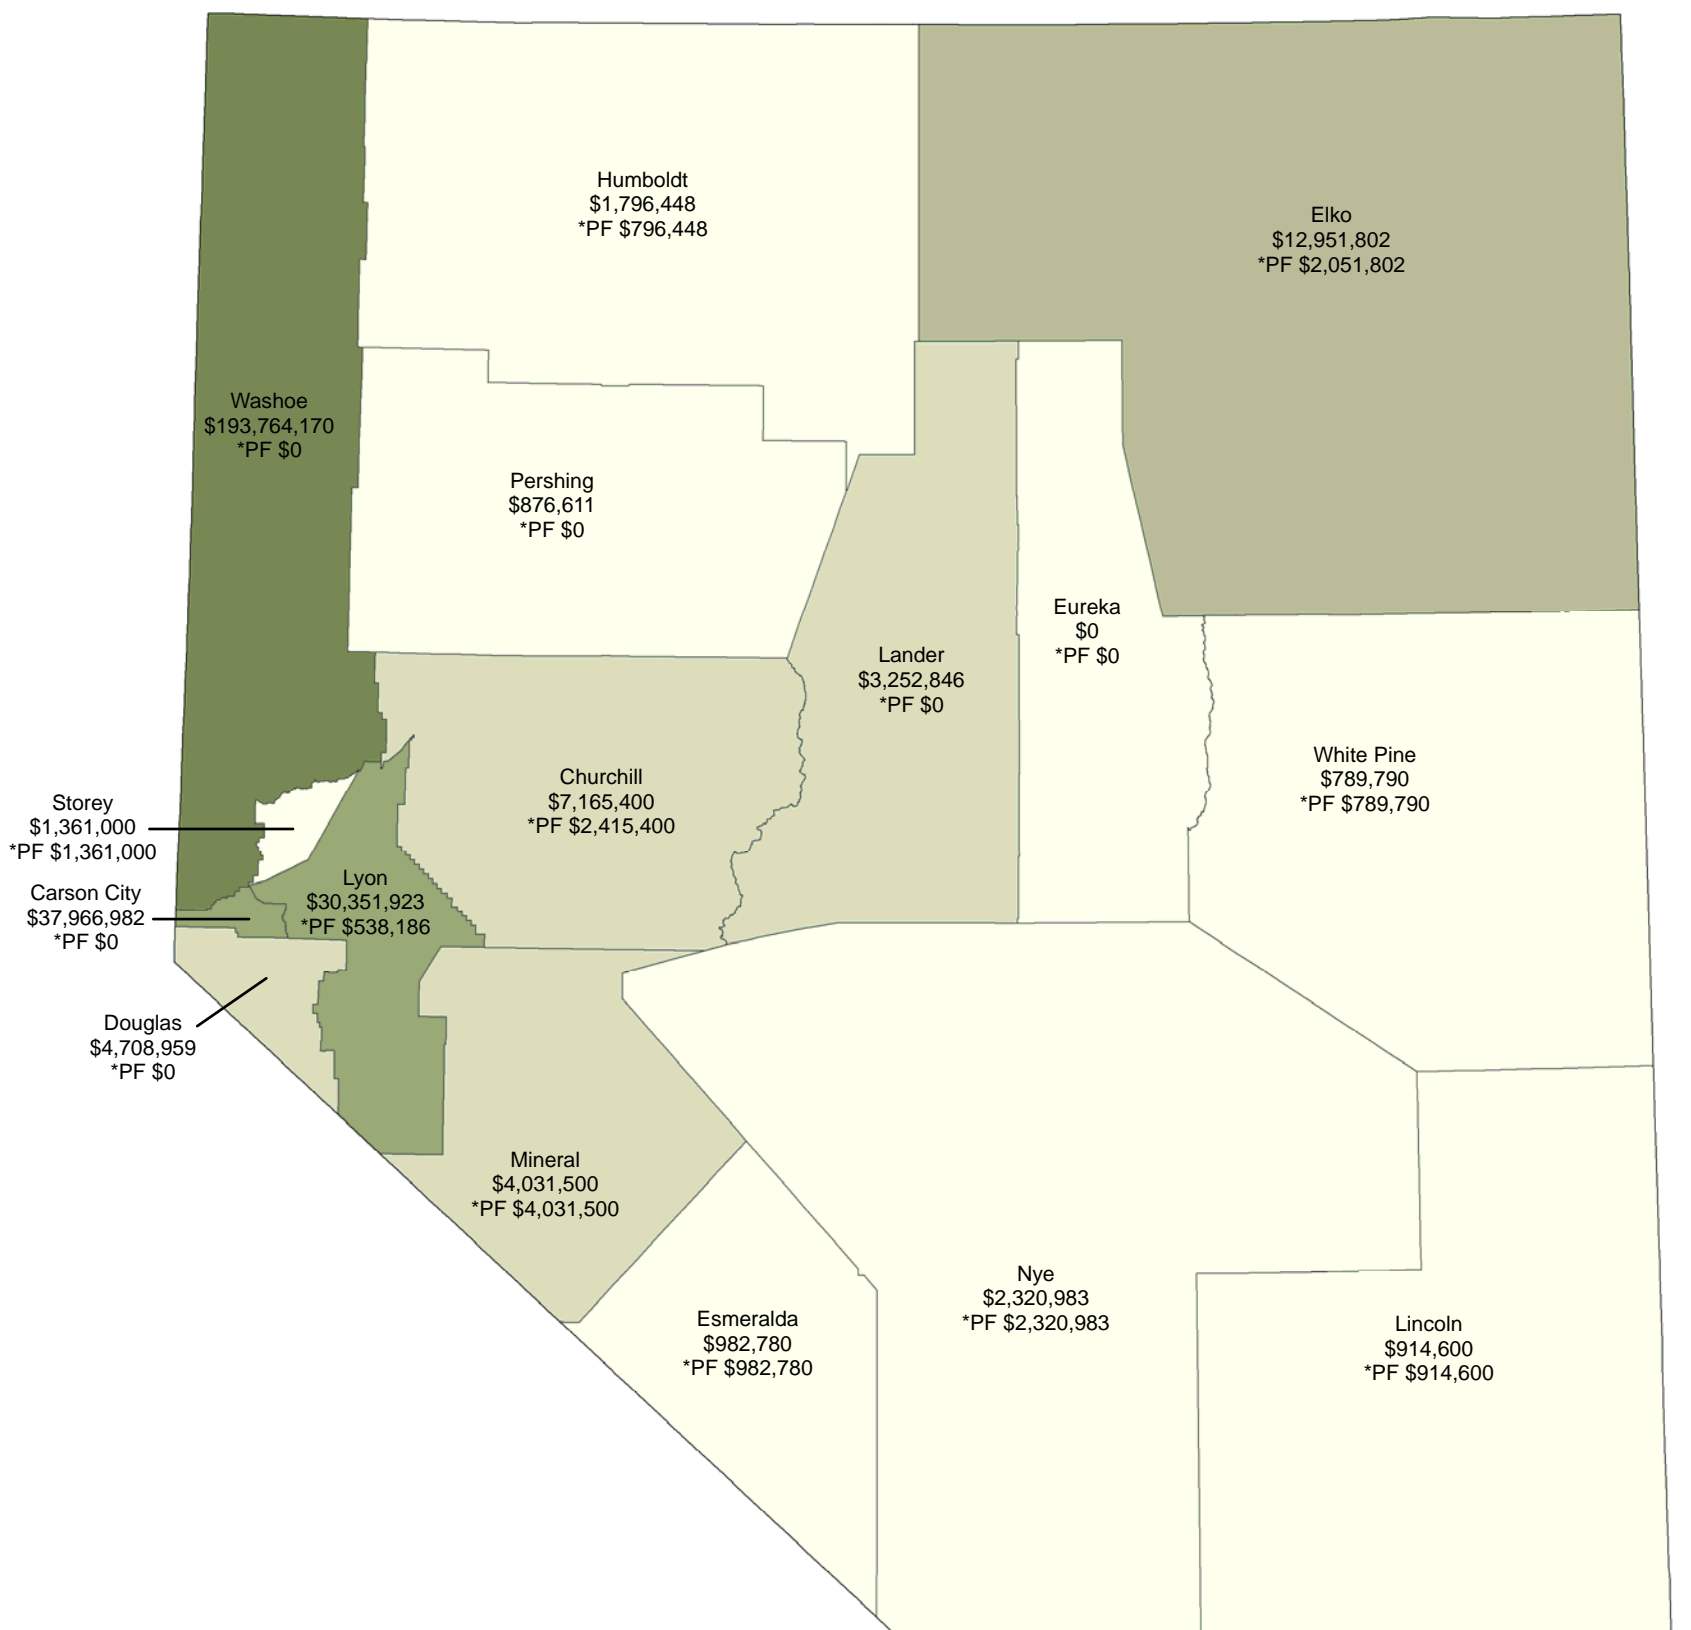 Humboldt
$1,796,448
*PF $796,448
Elko
$12,951,802
*PF $2,051,802
Washoe
$193,764,170
*PF $0
Pershing
$876,611
*PF $0
Eureka
$0
*PF $0
Lander
$3,252,846
*PF $0
White Pine
$789,790
*PF $789,790
Churchill
$7,165,400
*PF $2,415,400
Storey
$1,361,000
*PF $1,361,000
Carson City
$37,966,982
*PF $0
Lyon
$30,351,923
*PF $538,186
Douglas
$4,708,959
*PF $0
Mineral
$4,031,500
*PF $4,031,500
Nye
$2,320,983
*PF $2,320,983
Esmeralda
$982,780
*PF $982,780
Lincoln
$914,600
*PF $914,600